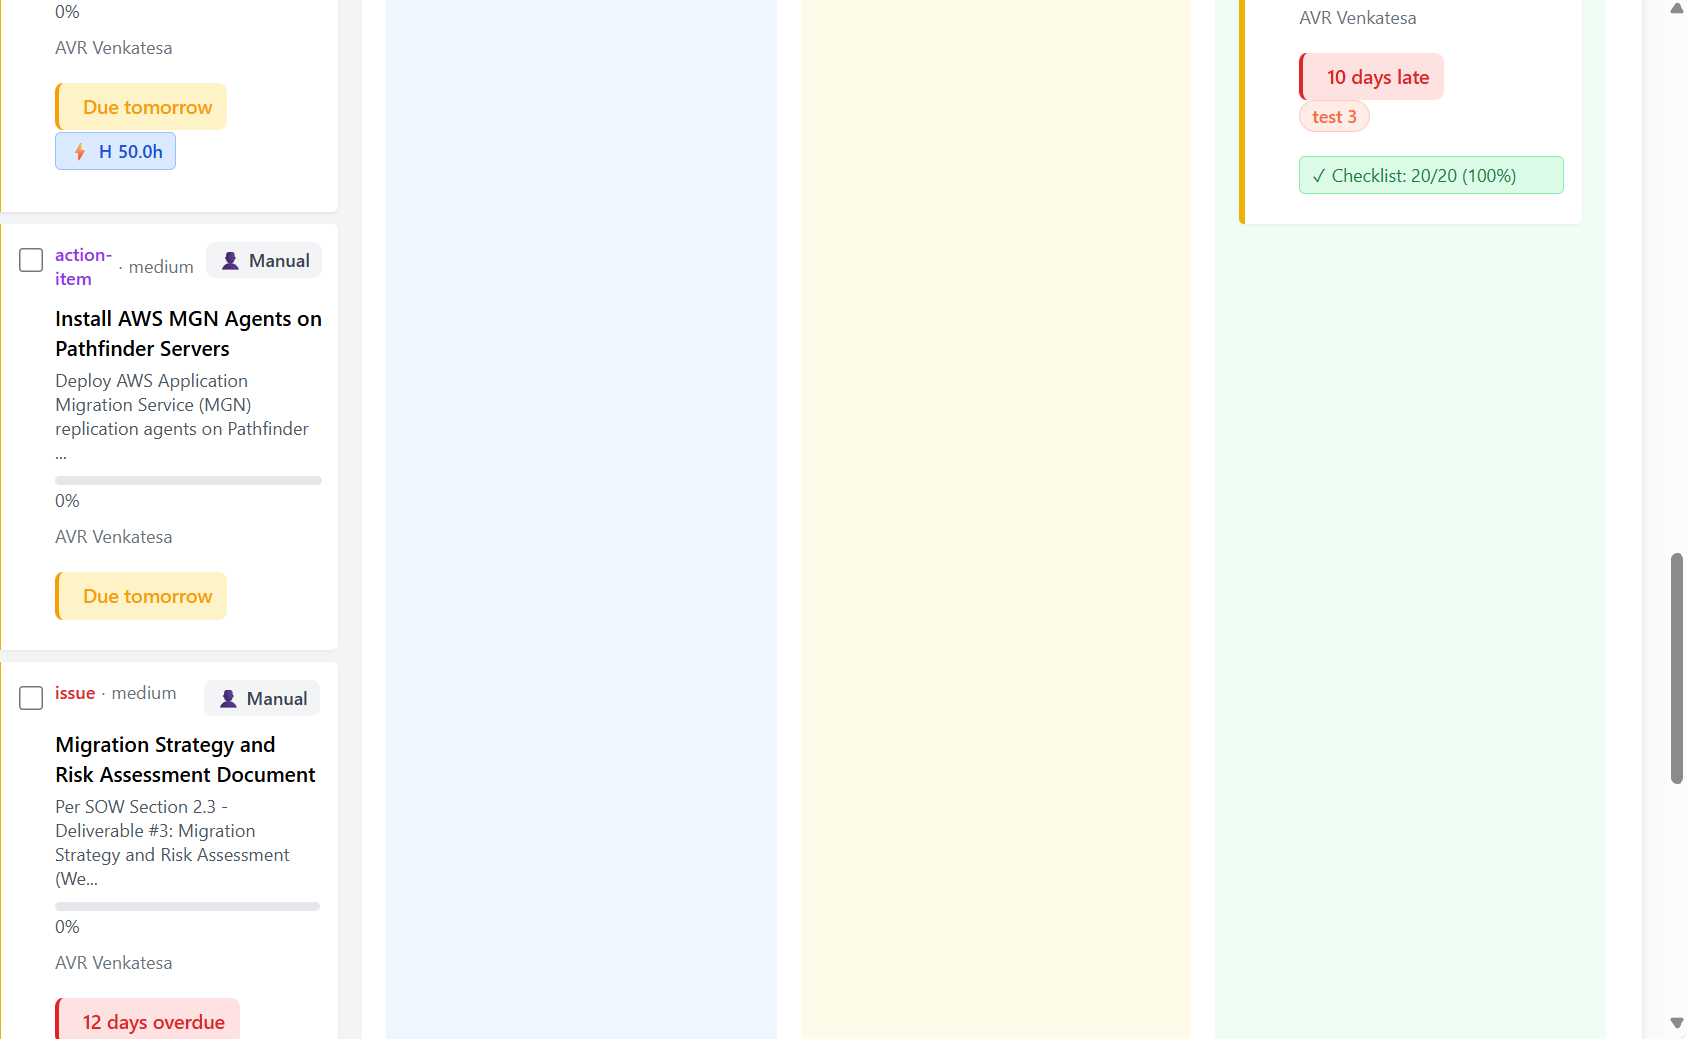 0%
AVR Venkatesa
Due tomorrow
H 50.0h
action-
item
· medium
Manual
Install AWS MGN Agents on
Pathfinder Servers
Deploy AWS Application
Migration Service (MGN)
replication agents on Pathfinder
...
0%
AVR Venkatesa
Due tomorrow
issue · medium
Manual
Migration Strategy and
Risk Assessment Document
Per SOW Section 2.3 -
Deliverable #3: Migration
Strategy and Risk Assessment
(We...
0%
AVR Venkatesa
12 days overdue
AVR Venkatesa
10 days late
test 3
✓ Checklist: 20/20 (100%)